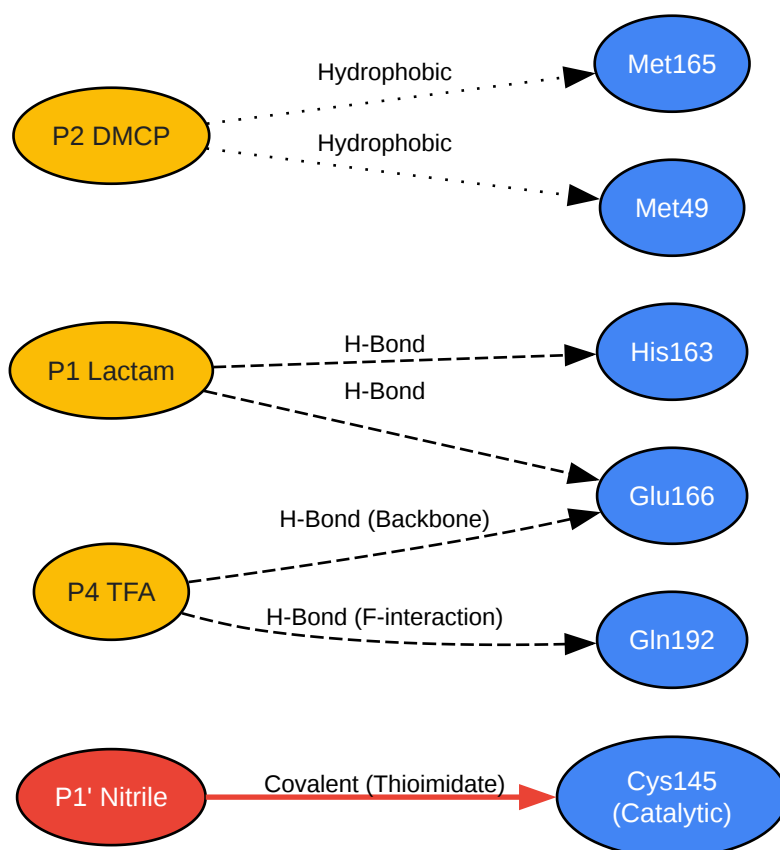 Hydrophobic
Met165
P2 DMCP
Hydrophobic
Met49
H-Bond
His163
P1 Lactam
H-Bond
Glu166
H-Bond (Backbone)
P4 TFA
H-Bond (F-interaction)
Gln192
P1' Nitrile
Covalent (Thioimidate)
Cys145
(Catalytic)